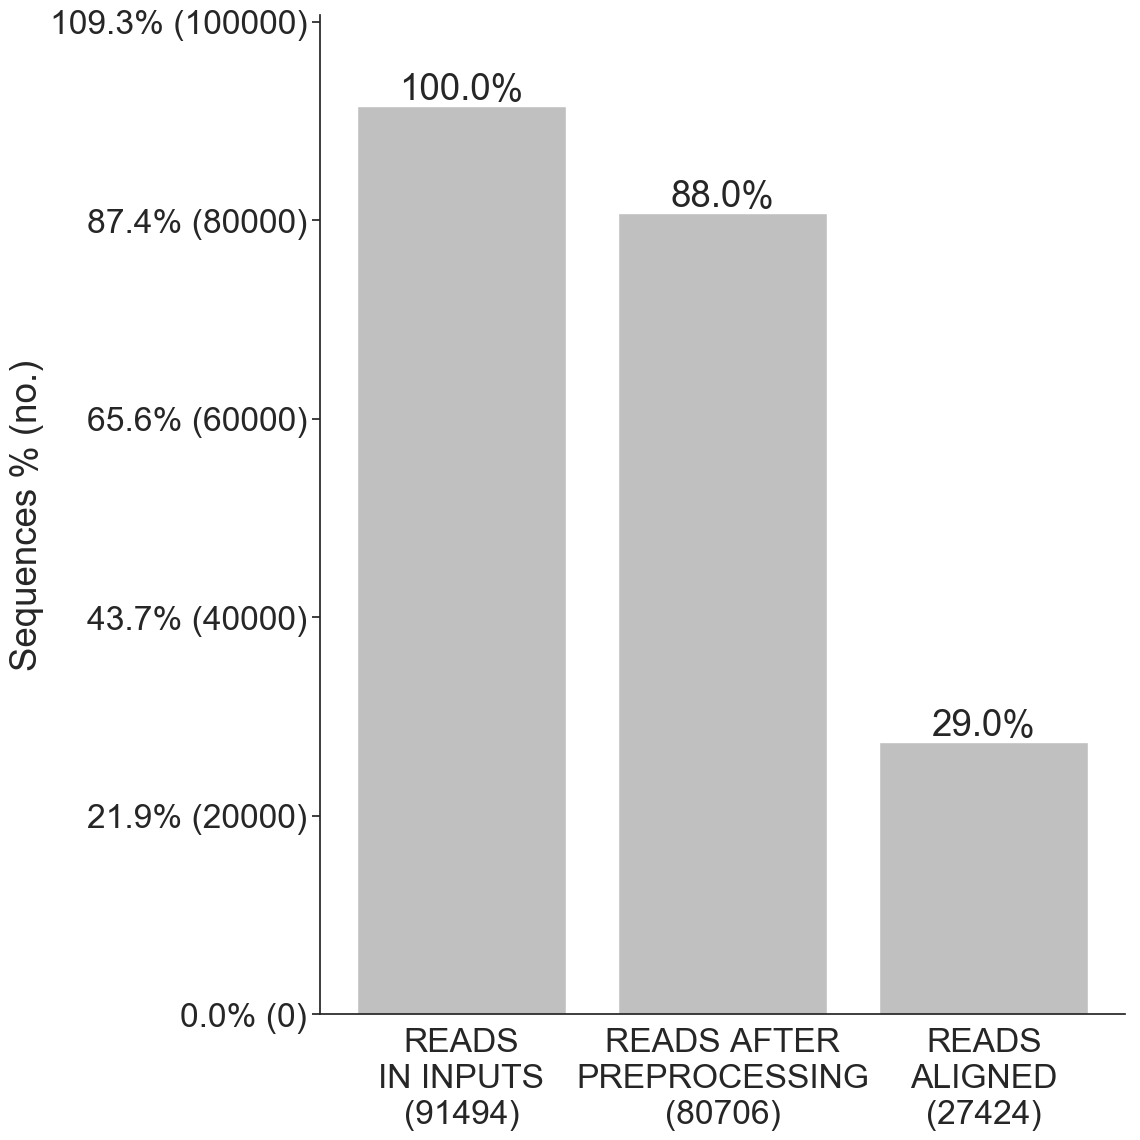 Sequences % (no.)
109.3% (100000)
87.4% (80000)
65.6% (60000)
43.7% (40000)
21.9% (20000)
0.0% (0)
100.0%
88.0%
29.0%
READS
IN INPUTS
(91494)
READS AFTER
PREPROCESSING
(80706)
READS
ALIGNED
(27424)